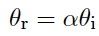 θr = αθi